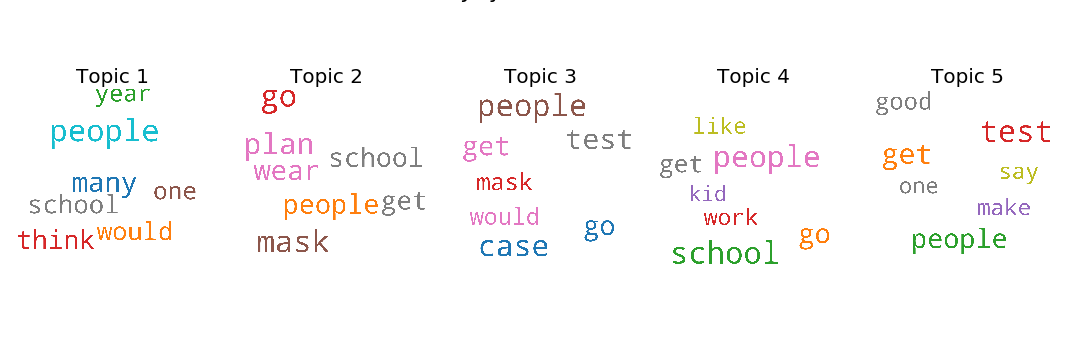 Topic 1
year
people
many
one
school
think
would
Topic 2
go
plan
school
wear
people
get
mask
Topic 3
people
test
get
mask
would
go
case
Topic 4
like
people
get
kid
work
go
school
Topic 5
good
test
get
say
one
make
people